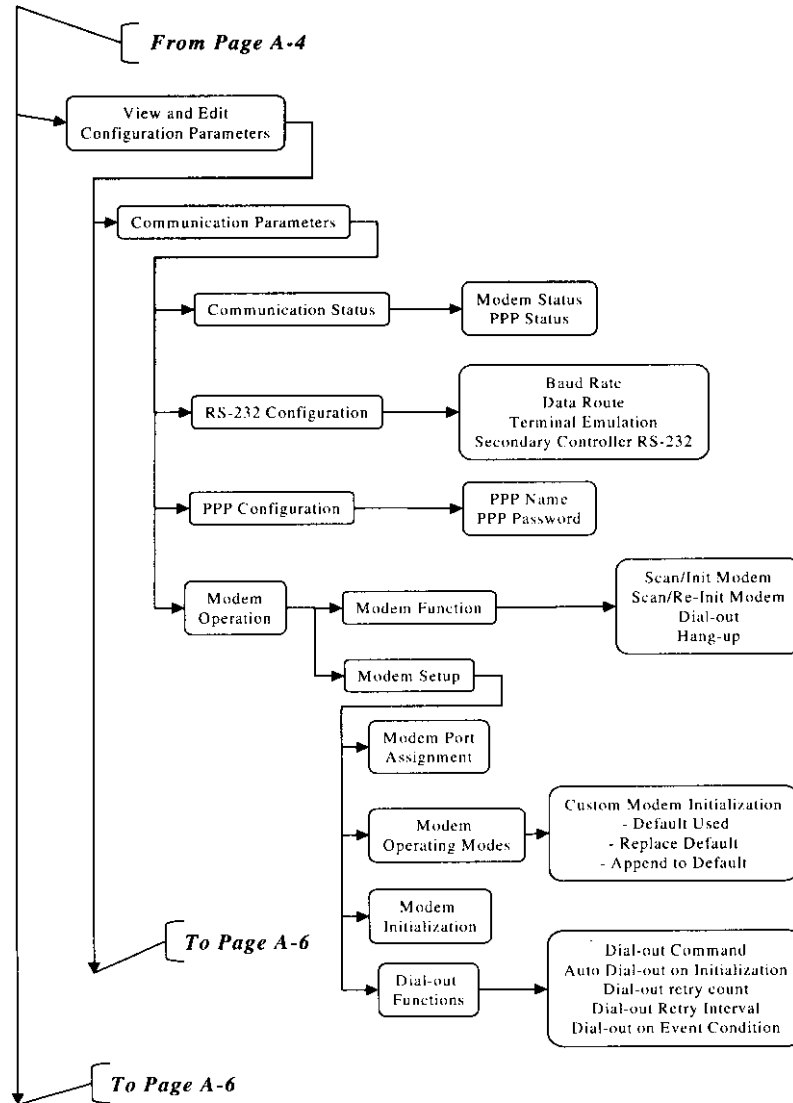 From Page A-4
View and Edit
Configuration Parameters
Communication Parameters
Communication Status
Modem Status
PPP Status
RS-232 Configuration
Baud Rate
Data Route
Terminal Emulation
Secondary Controller RS-232
PPP Configuration
PPP Name
PPP Password
Modem
Operation
Modem Function
Scan/Init Modem
Scan/Re-Init Modem
Dial-out
Hang-up
Modem Setup
Modem Port
Assignment
Modem
Operating Modes
Custom Modem Initialization
- Default Used
- Replace Default
- Append to Default
Modem
Initialization
To Page A-6
Dial-out
Functions
Dial-out Command
Auto Dial-out on Initialization
Dial-out retry count
Dial-out Retry Interval
Dial-out on Event Condition
To Page A-6